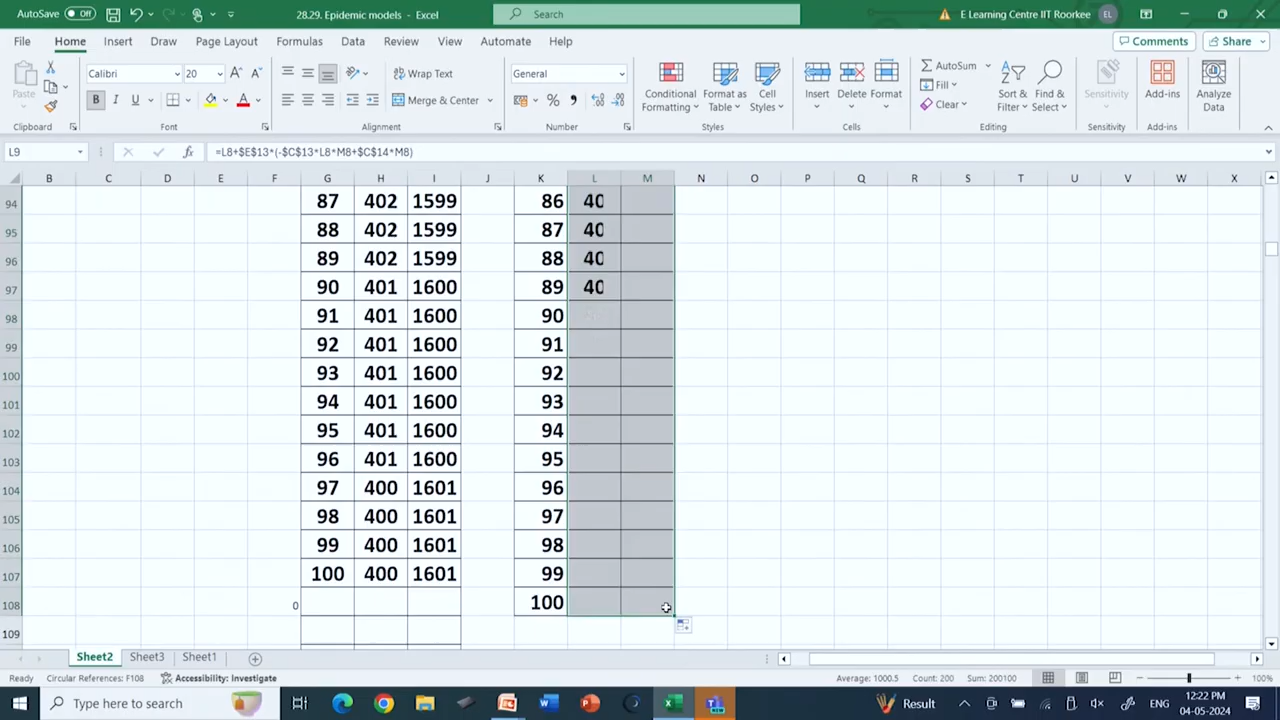 AutoSave Off 28.29. Epidemic models - Excel Search E Learning Centre IIT Roorkee EL
File Home Insert Draw Page Layout Formulas Data Review View Automate Help Comments Share
Paste Calibri 20 Wrap Text General Conditional Formatting Format as Table Cell Styles Insert Delete Format AutoSum Fill Clear Sort & Filter Find & Select Sensitivity Add-ins Analyze Data
B I U Merge & Center
Clipboard Font Alignment Number Styles Cells Editing Sensitivity Add-ins
L9 fx =L8+$E$13*(-$C$13*L8*M8+$C$14*M8)
B C D E F G H I J K L M N O P Q R S T U V W X
94 87 402 1599 86 40
95 88 402 1599 87 40
96 89 402 1599 88 40
97 90 401 1600 89 40
98 91 401 1600 90
99 92 401 1600 91
100 93 401 1600 92
101 94 401 1600 93
102 95 401 1600 94
103 96 401 1600 95
104 97 400 1601 96
105 98 400 1601 97
106 99 400 1601 98
107 100 400 1601 99
108 0 100
109
Sheet2 Sheet3 Sheet1
Ready Circular References: F108 Accessibility: Investigate Average: 1000.5 Count: 200 Sum: 200100 100%
Type here to search Result ENG 12:22 PM
04-05-2024